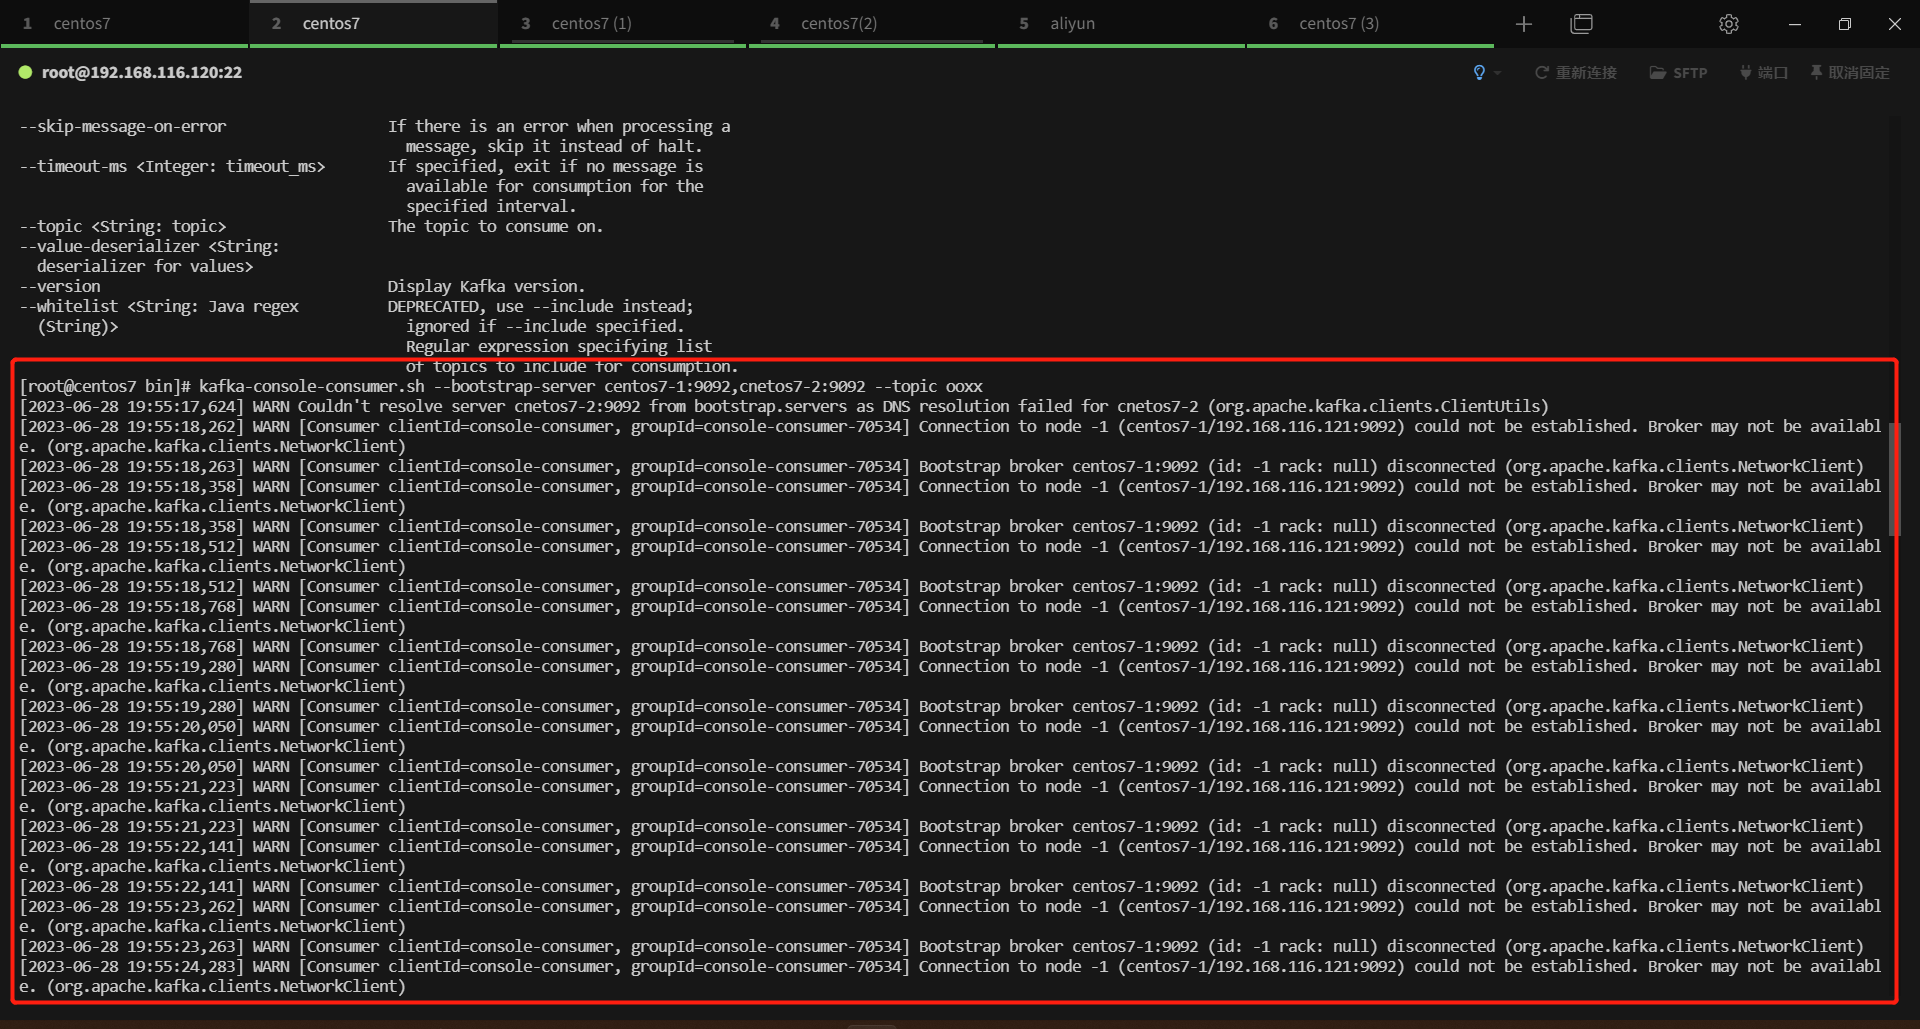 1 centos7 2 centos7 3 centos7 (1) 4 centos7(2) 5 aliyun 6 centos7 (3)
root@192.168.116.120:22 重新连接 SFTP 端口 取消固定
--skip-message-on-error If there is an error when processing a
message, skip it instead of halt.
--timeout-ms <Integer: timeout_ms> If specified, exit if no message is
available for consumption for the
specified interval.
--topic <String: topic> The topic to consume on.
--value-deserializer <String:
deserializer for values>
--version Display Kafka version.
--whitelist <String: Java regex DEPRECATED, use --include instead;
(String)> ignored if --include specified.
Regular expression specifying list
of topics to include for consumption.
[root@centos7 bin]# kafka-console-consumer.sh --bootstrap-server centos7-1:9092,cnetos7-2:9092 --topic ooxx
[2023-06-28 19:55:17,624] WARN Couldn't resolve server cnetos7-2:9092 from bootstrap.servers as DNS resolution failed for cnetos7-2 (org.apache.kafka.clients.ClientUtils)
[2023-06-28 19:55:18,262] WARN [Consumer clientId=console-consumer, groupId=console-consumer-70534] Connection to node -1 (centos7-1/192.168.116.121:9092) could not be established. Broker may not be availabl
e. (org.apache.kafka.clients.NetworkClient)
[2023-06-28 19:55:18,263] WARN [Consumer clientId=console-consumer, groupId=console-consumer-70534] Bootstrap broker centos7-1:9092 (id: -1 rack: null) disconnected (org.apache.kafka.clients.NetworkClient)
[2023-06-28 19:55:18,358] WARN [Consumer clientId=console-consumer, groupId=console-consumer-70534] Connection to node -1 (centos7-1/192.168.116.121:9092) could not be established. Broker may not be availabl
e. (org.apache.kafka.clients.NetworkClient)
[2023-06-28 19:55:18,358] WARN [Consumer clientId=console-consumer, groupId=console-consumer-70534] Bootstrap broker centos7-1:9092 (id: -1 rack: null) disconnected (org.apache.kafka.clients.NetworkClient)
[2023-06-28 19:55:18,512] WARN [Consumer clientId=console-consumer, groupId=console-consumer-70534] Connection to node -1 (centos7-1/192.168.116.121:9092) could not be established. Broker may not be availabl
e. (org.apache.kafka.clients.NetworkClient)
[2023-06-28 19:55:18,512] WARN [Consumer clientId=console-consumer, groupId=console-consumer-70534] Bootstrap broker centos7-1:9092 (id: -1 rack: null) disconnected (org.apache.kafka.clients.NetworkClient)
[2023-06-28 19:55:18,768] WARN [Consumer clientId=console-consumer, groupId=console-consumer-70534] Connection to node -1 (centos7-1/192.168.116.121:9092) could not be established. Broker may not be availabl
e. (org.apache.kafka.clients.NetworkClient)
[2023-06-28 19:55:18,768] WARN [Consumer clientId=console-consumer, groupId=console-consumer-70534] Bootstrap broker centos7-1:9092 (id: -1 rack: null) disconnected (org.apache.kafka.clients.NetworkClient)
[2023-06-28 19:55:19,280] WARN [Consumer clientId=console-consumer, groupId=console-consumer-70534] Connection to node -1 (centos7-1/192.168.116.121:9092) could not be established. Broker may not be availabl
e. (org.apache.kafka.clients.NetworkClient)
[2023-06-28 19:55:19,280] WARN [Consumer clientId=console-consumer, groupId=console-consumer-70534] Bootstrap broker centos7-1:9092 (id: -1 rack: null) disconnected (org.apache.kafka.clients.NetworkClient)
[2023-06-28 19:55:20,050] WARN [Consumer clientId=console-consumer, groupId=console-consumer-70534] Connection to node -1 (centos7-1/192.168.116.121:9092) could not be established. Broker may not be availabl
e. (org.apache.kafka.clients.NetworkClient)
[2023-06-28 19:55:20,050] WARN [Consumer clientId=console-consumer, groupId=console-consumer-70534] Bootstrap broker centos7-1:9092 (id: -1 rack: null) disconnected (org.apache.kafka.clients.NetworkClient)
[2023-06-28 19:55:21,223] WARN [Consumer clientId=console-consumer, groupId=console-consumer-70534] Connection to node -1 (centos7-1/192.168.116.121:9092) could not be established. Broker may not be availabl
e. (org.apache.kafka.clients.NetworkClient)
[2023-06-28 19:55:21,223] WARN [Consumer clientId=console-consumer, groupId=console-consumer-70534] Bootstrap broker centos7-1:9092 (id: -1 rack: null) disconnected (org.apache.kafka.clients.NetworkClient)
[2023-06-28 19:55:22,141] WARN [Consumer clientId=console-consumer, groupId=console-consumer-70534] Connection to node -1 (centos7-1/192.168.116.121:9092) could not be established. Broker may not be availabl
e. (org.apache.kafka.clients.NetworkClient)
[2023-06-28 19:55:22,141] WARN [Consumer clientId=console-consumer, groupId=console-consumer-70534] Bootstrap broker centos7-1:9092 (id: -1 rack: null) disconnected (org.apache.kafka.clients.NetworkClient)
[2023-06-28 19:55:23,262] WARN [Consumer clientId=console-consumer, groupId=console-consumer-70534] Connection to node -1 (centos7-1/192.168.116.121:9092) could not be established. Broker may not be availabl
e. (org.apache.kafka.clients.NetworkClient)
[2023-06-28 19:55:23,263] WARN [Consumer clientId=console-consumer, groupId=console-consumer-70534] Bootstrap broker centos7-1:9092 (id: -1 rack: null) disconnected (org.apache.kafka.clients.NetworkClient)
[2023-06-28 19:55:24,283] WARN [Consumer clientId=console-consumer, groupId=console-consumer-70534] Connection to node -1 (centos7-1/192.168.116.121:9092) could not be established. Broker may not be availabl
e. (org.apache.kafka.clients.NetworkClient)